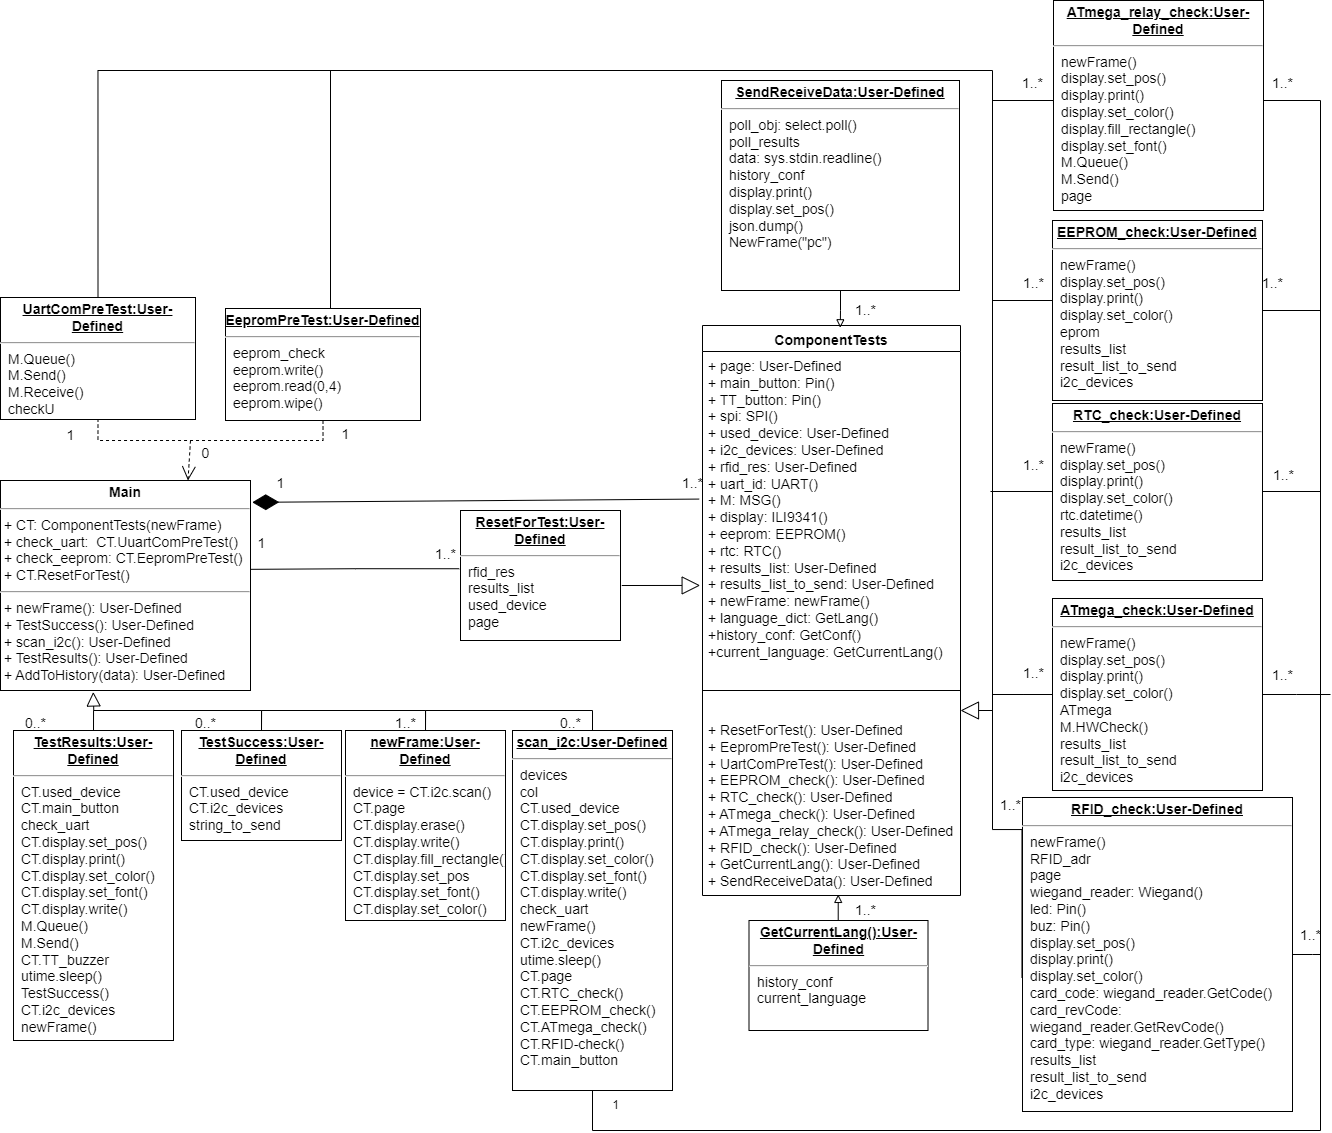 ATmega_relay_check:User-
Defined
newFrame()
display.set_pos()
display.print()
display.set_color()
display.fill_rectangle()
display.set_font()
M.Queue()
M.Send()
page
1..*
1..*
SendReceiveData:User-Defined
poll_obj: select.poll()
poll_results
data: sys.stdin.readline()
history_conf
display.print()
display.set_pos()
json.dump()
NewFrame("pc")
1..*
EEPROM_check:User-Defined
newFrame()
display.set_pos()
display.print()
display.set_color()
eprom
results_list
result_list_to_send
i2c_devices
1..*
1..*
UartComPreTest:User-
Defined
M.Queue()
M.Send()
M.Receive()
checkU
1
EepromPreTest:User-Defined
eeprom_check
eeprom.write()
eeprom.read(0,4)
eeprom.wipe()
1
0
ComponentTests
+ page: User-Defined
+ main_button: Pin()
+ TT_button: Pin()
+ spi: SPI()
+ used_device: User-Defined
+ i2c_devices: User-Defined
+ rfid_res: User-Defined
+ uart_id: UART()
+ M: MSG()
+ display: ILI9341()
+ eeprom: EEPROM()
+ rtc: RTC()
+ results_list: User-Defined
+ results_list_to_send: User-Defined
+ newFrame: newFrame()
+ language_dict: GetLang()
+history_conf: GetConf()
+current_language: GetCurrentLang()
+ ResetForTest(): User-Defined
+ EepromPreTest(): User-Defined
+ UartComPreTest(): User-Defined
+ EEPROM_check(): User-Defined
+ RTC_check(): User-Defined
+ ATmega_check(): User-Defined
+ ATmega_relay_check(): User-Defined
+ RFID_check(): User-Defined
+ GetCurrentLang(): User-Defined
+ SendReceiveData(): User-Defined
RTC_check:User-Defined
newFrame()
display.set_pos()
display.print()
display.set_color()
rtc.datetime()
results_list
result_list_to_send
i2c_devices
1..*
1..*
Main
+ CT: ComponentTests(newFrame)
+ check_uart:  CT.UuartComPreTest()
+ check_eeprom: CT.EepromPreTest()
+ CT.ResetForTest()
+ newFrame(): User-Defined
+ TestSuccess(): User-Defined
+ scan_i2c(): User-Defined
+ TestResults(): User-Defined
+ AddToHistory(data): User-Defined
1
1..*
1
1..*
ResetForTest:User-
Defined
rfid_res
results_list
used_device
page
ATmega_check:User-Defined
newFrame()
display.set_pos()
display.print()
display.set_color()
ATmega
M.HWCheck()
results_list
result_list_to_send
i2c_devices
1..*
1..*
0..*
0..*
1..*
0..*
TestResults:User-
Defined
CT.used_device
CT.main_button
check_uart
CT.display.set_pos()
CT.display.print()
CT.display.set_color()
CT.display.set_font()
CT.display.write()
M.Queue()
M.Send()
CT.TT_buzzer
utime.sleep()
TestSuccess()
CT.i2c_devices
newFrame()
TestSuccess:User-
Defined
CT.used_device
CT.i2c_devices
string_to_send
newFrame:User-
Defined
device = CT.i2c.scan()
CT.page
CT.display.erase()
CT.display.write()
CT.display.fill_rectangle(
CT.display.set_pos
CT.display.set_font()
CT.display.set_color()
scan_i2c:User-Defined
devices
col
CT.used_device
CT.display.set_pos()
CT.display.print()
CT.display.set_color()
CT.display.set_font()
CT.display.write()
check_uart
newFrame()
CT.i2c_devices
utime.sleep()
CT.page
CT.RTC_check()
CT.EEPROM_check()
CT.ATmega_check()
CT.RFID-check()
CT.main_button
1
1..*
GetCurrentLang():User-
Defined
history_conf
current_language
1..*
RFID_check:User-Defined
newFrame()
RFID_adr
page
wiegand_reader: Wiegand()
led: Pin()
buz: Pin()
display.set_pos()
display.print()
display.set_color()
card_code: wiegand_reader.GetCode()
card_revCode:
wiegand_reader.GetRevCode()
card_type: wiegand_reader.GetType()
results_list
result_list_to_send
i2c_devices
1..*